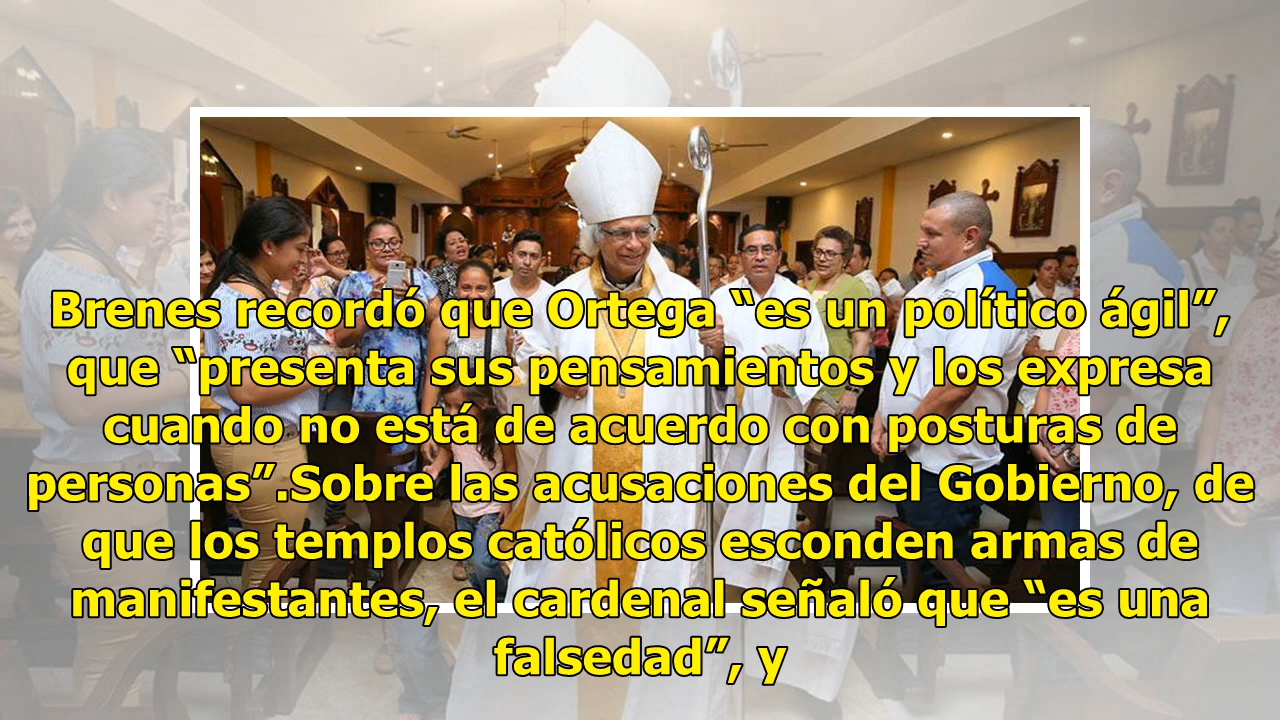 Brenes recordó que Ortega “es un político ágil”,
que “presenta sus pensamientos y los expresa
cuando no está de acuerdo con posturas de
personas”.Sobre las acusaciones del Gobierno, de
que los templos católicos esconden armas de
manifestantes, el cardenal señaló que “es una
falsedad”, y